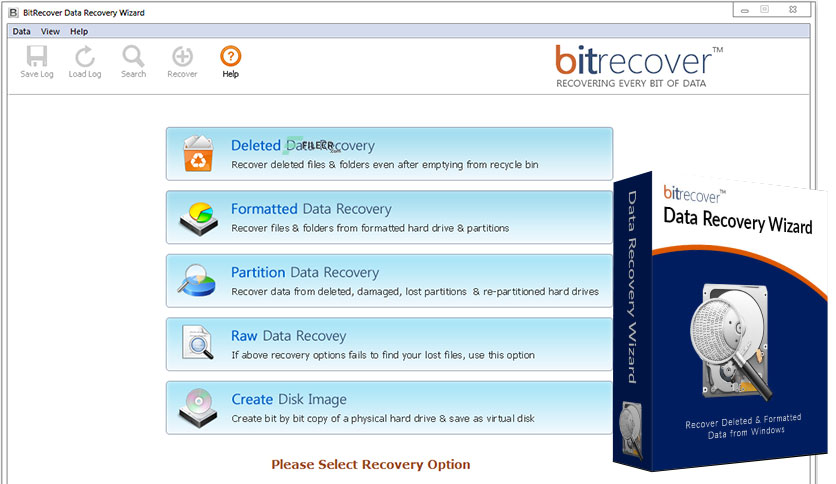 BitRecover Data Recovery Wizard
Data View Help
Save Log Load Log Search Recover Help
bitrecover™
RECOVERING EVERY BIT OF DATA
Deleted Data Recovery
FILECR
.com
Recover deleted files & folders even after emptying from recycle bin
Formatted Data Recovery
Recover files & folders from formatted hard drive & partitions
Partition Data Recovery
Recover data from deleted, damaged, lost partitions & re-partitioned hard drives
Raw Data Recovey
If above recovery options fails to find your lost files, use this option
Create Disk Image
Create bit by bit copy of a physical hard drive & save as virtual disk
Please Select Recovery Option
Data Recovery Wizard
bitrecover™
Data Recovery Wizard
Recover Deleted & Formatted
Data from Windows